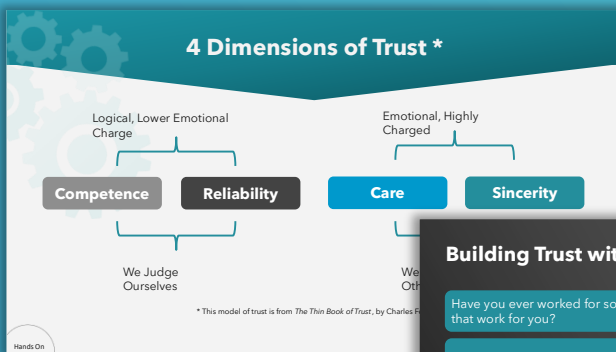 4 Dimensions of Trust *
Logical, Lower Emotional
Charge
Emotional, Highly
Charged
Competence
Reliability
Care
Sincerity
We Judge
Ourselves
We
Oth
* This model of trust is from The Thin Book of Trust, by Charles F
Building Trust wit
Have you ever worked for so
that work for you?
Hands On